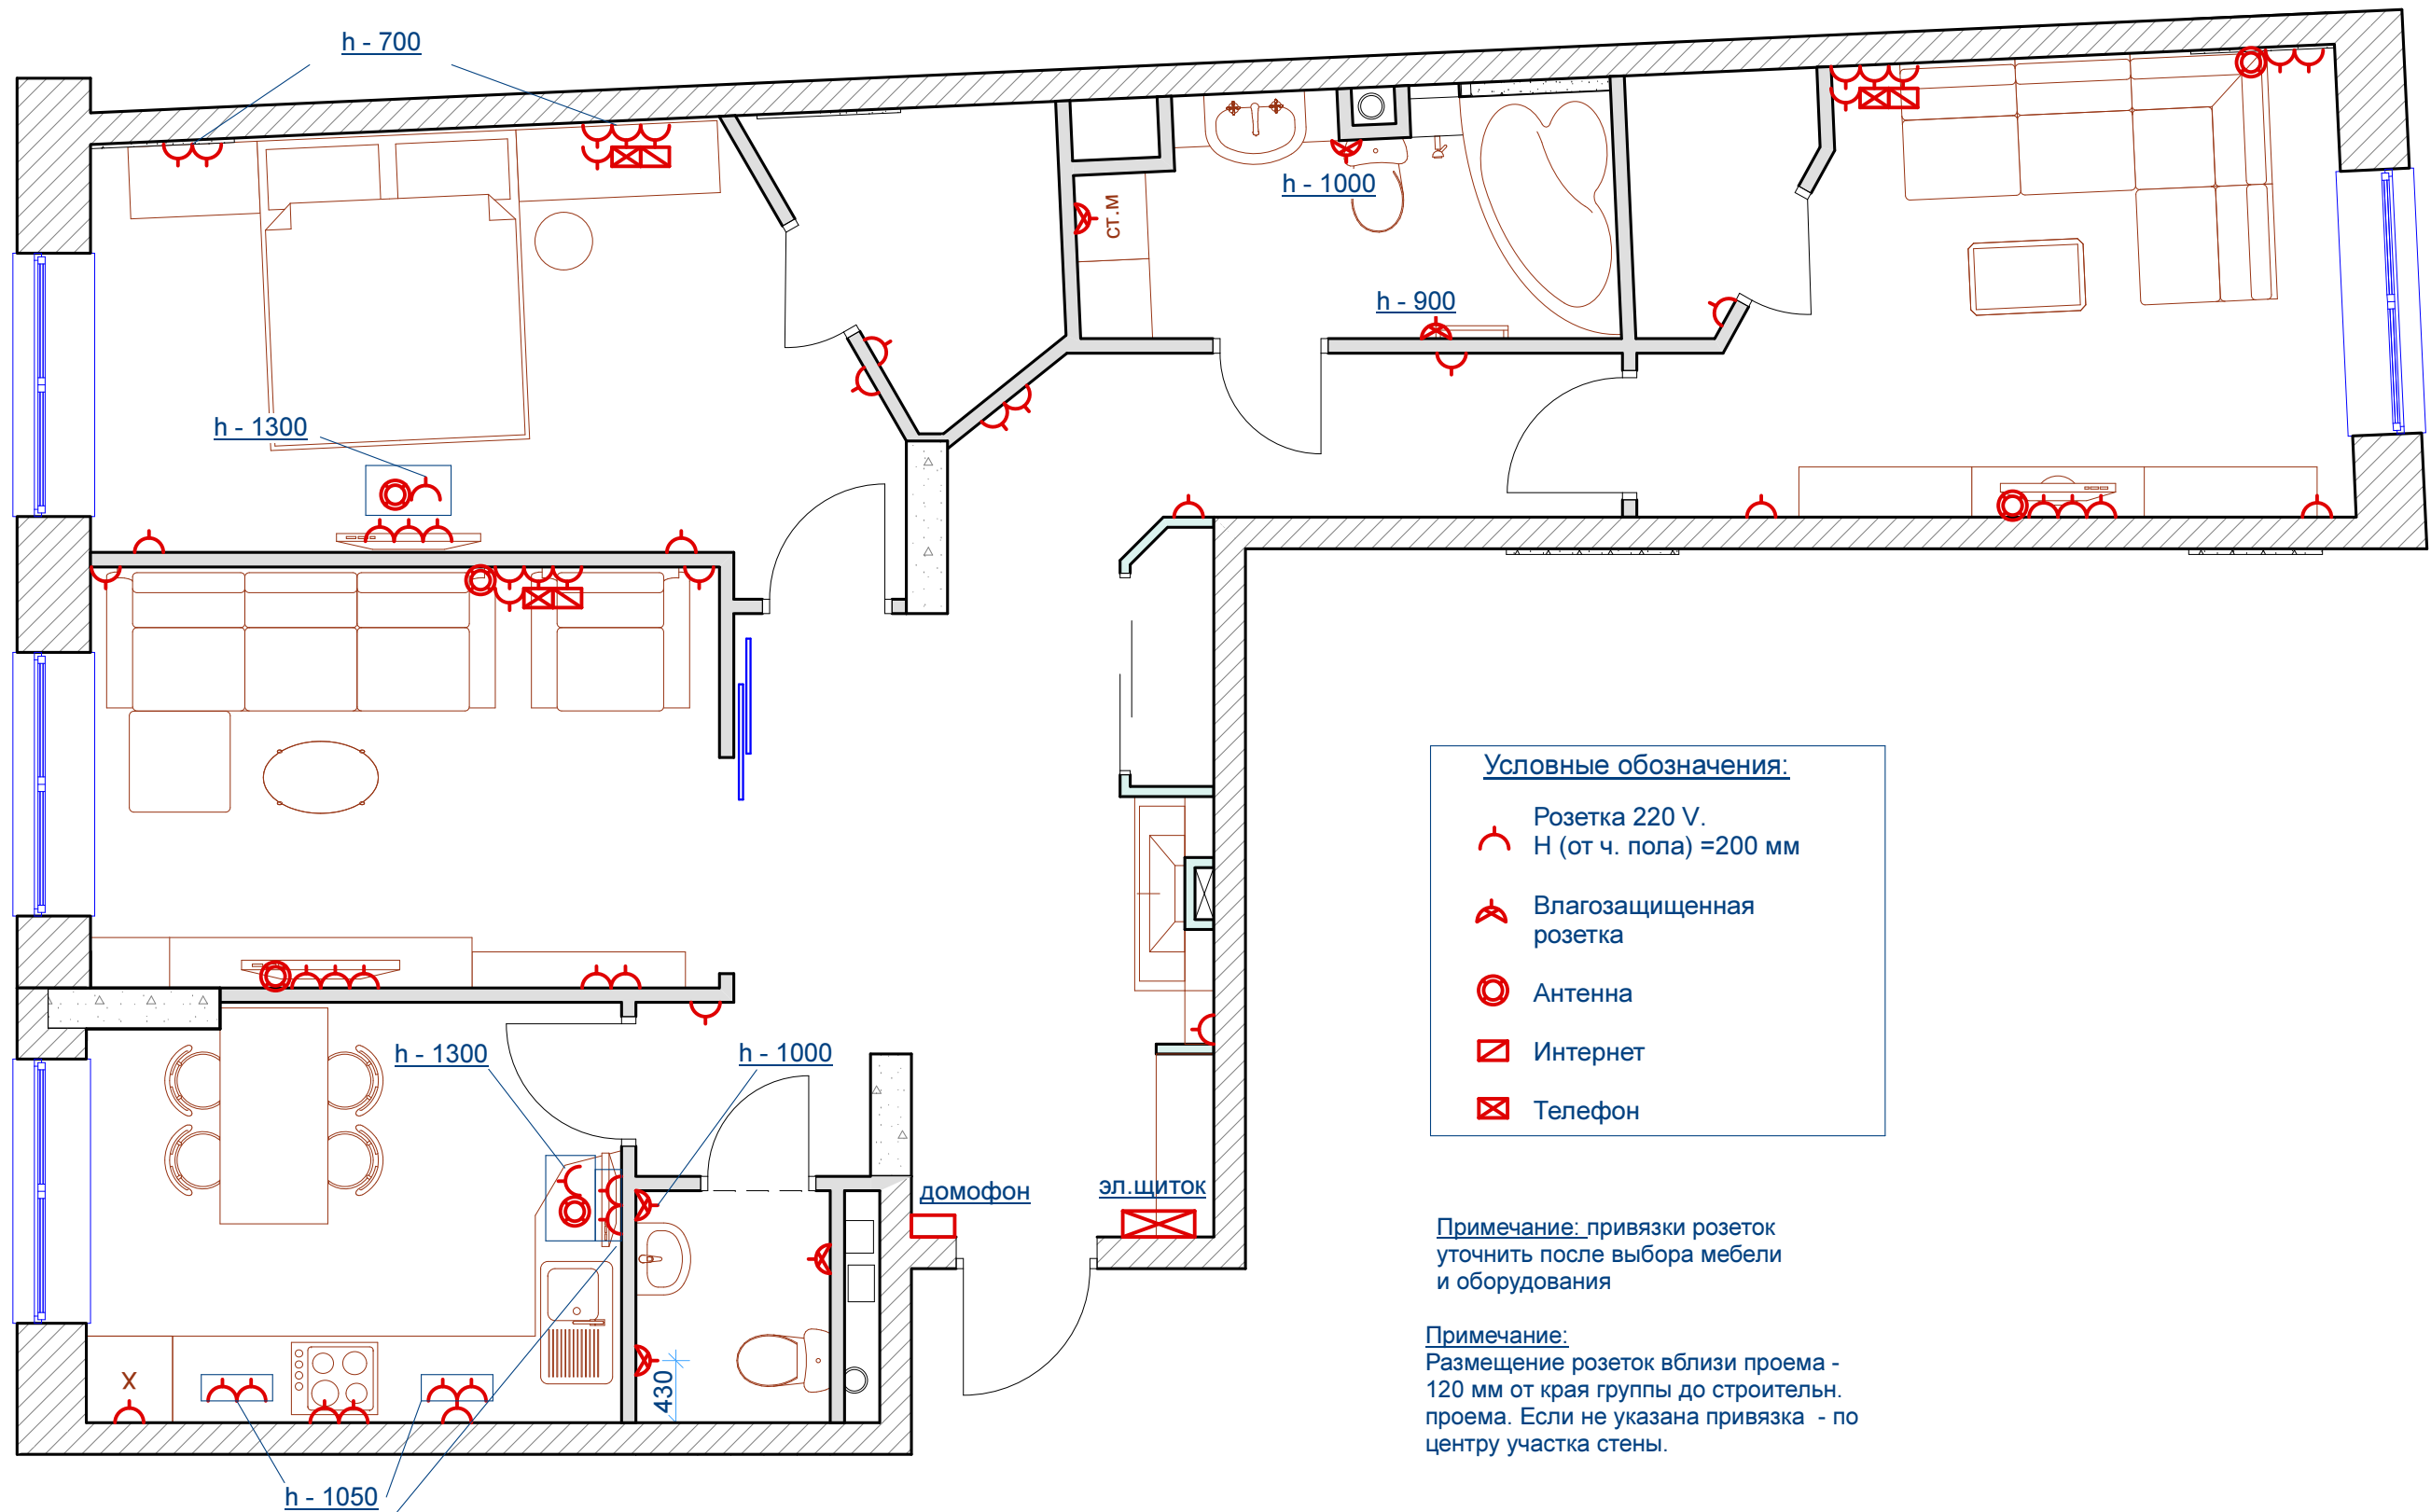 h - 700
h - 1000
ст.м
h - 900
h - 1300
Условные обозначения:
Розетка 220 V.
Н (от ч. пола) =200 мм
Влагозащищенная
розетка
Антенна
Интернет
Телефон
h - 1300
h - 1000
домофон
эл.щиток
Примечание: привязки розеток
уточнить после выбора мебели
и оборудования
Примечание:
Размещение розеток вблизи проема -
120 мм от края группы до строительн.
проема. Если не указана привязка - по
центру участка стены.
х
430
h - 1050